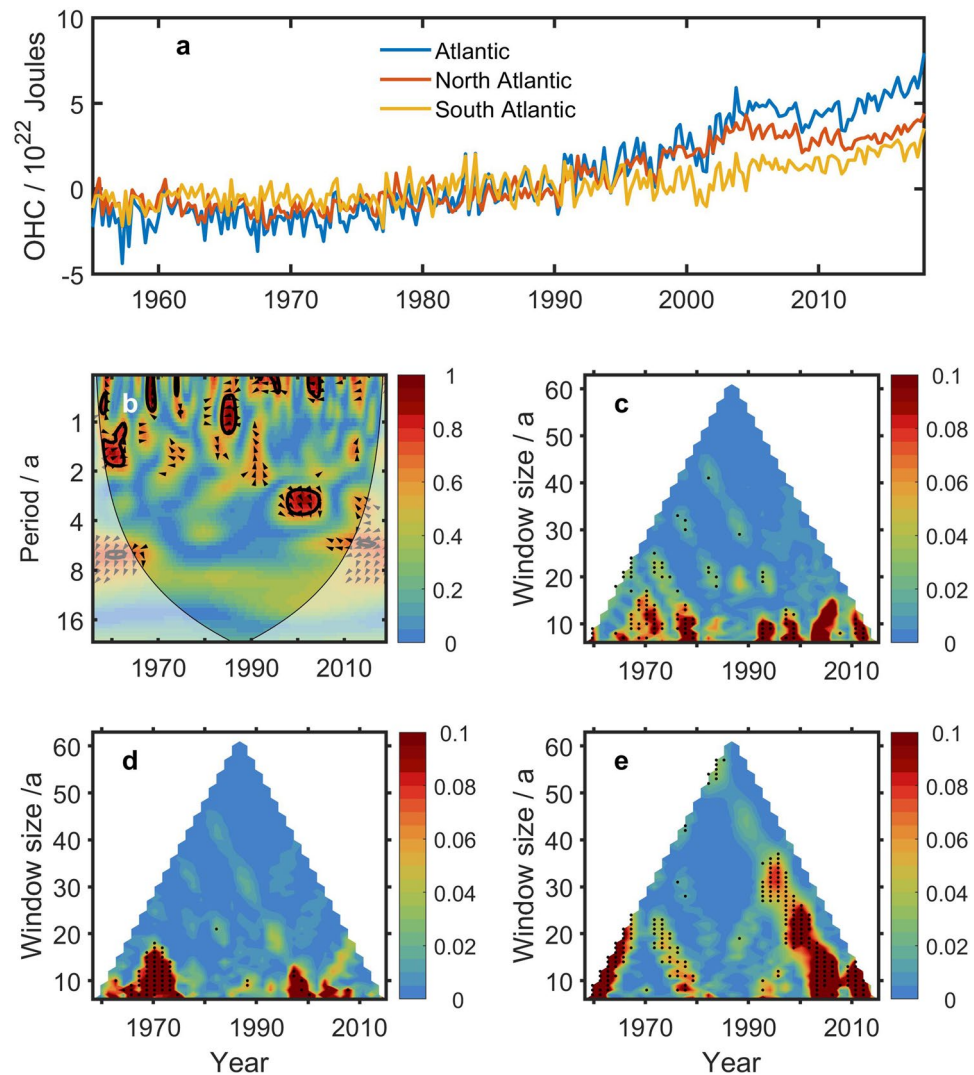 a
Atlantic
North Atlantic
South Atlantic
OHC / 10²² Joules
10
5
0
-5
1960 1970 1980 1990 2000 2010
b
Period / a
1
2
4
8
16
1970 1990 2010
1
0.8
0.6
0.4
0.2
0
c
Window size / a
60
50
40
30
20
10
1970 1990 2010
0.1
0.08
0.06
0.04
0.02
0
d
Window size /a
60
50
40
30
20
10
1970 1990 2010
Year
0.1
0.08
0.06
0.04
0.02
0
e
Window size / a
60
50
40
30
20
10
1970 1990 2010
Year
0.1
0.08
0.06
0.04
0.02
0